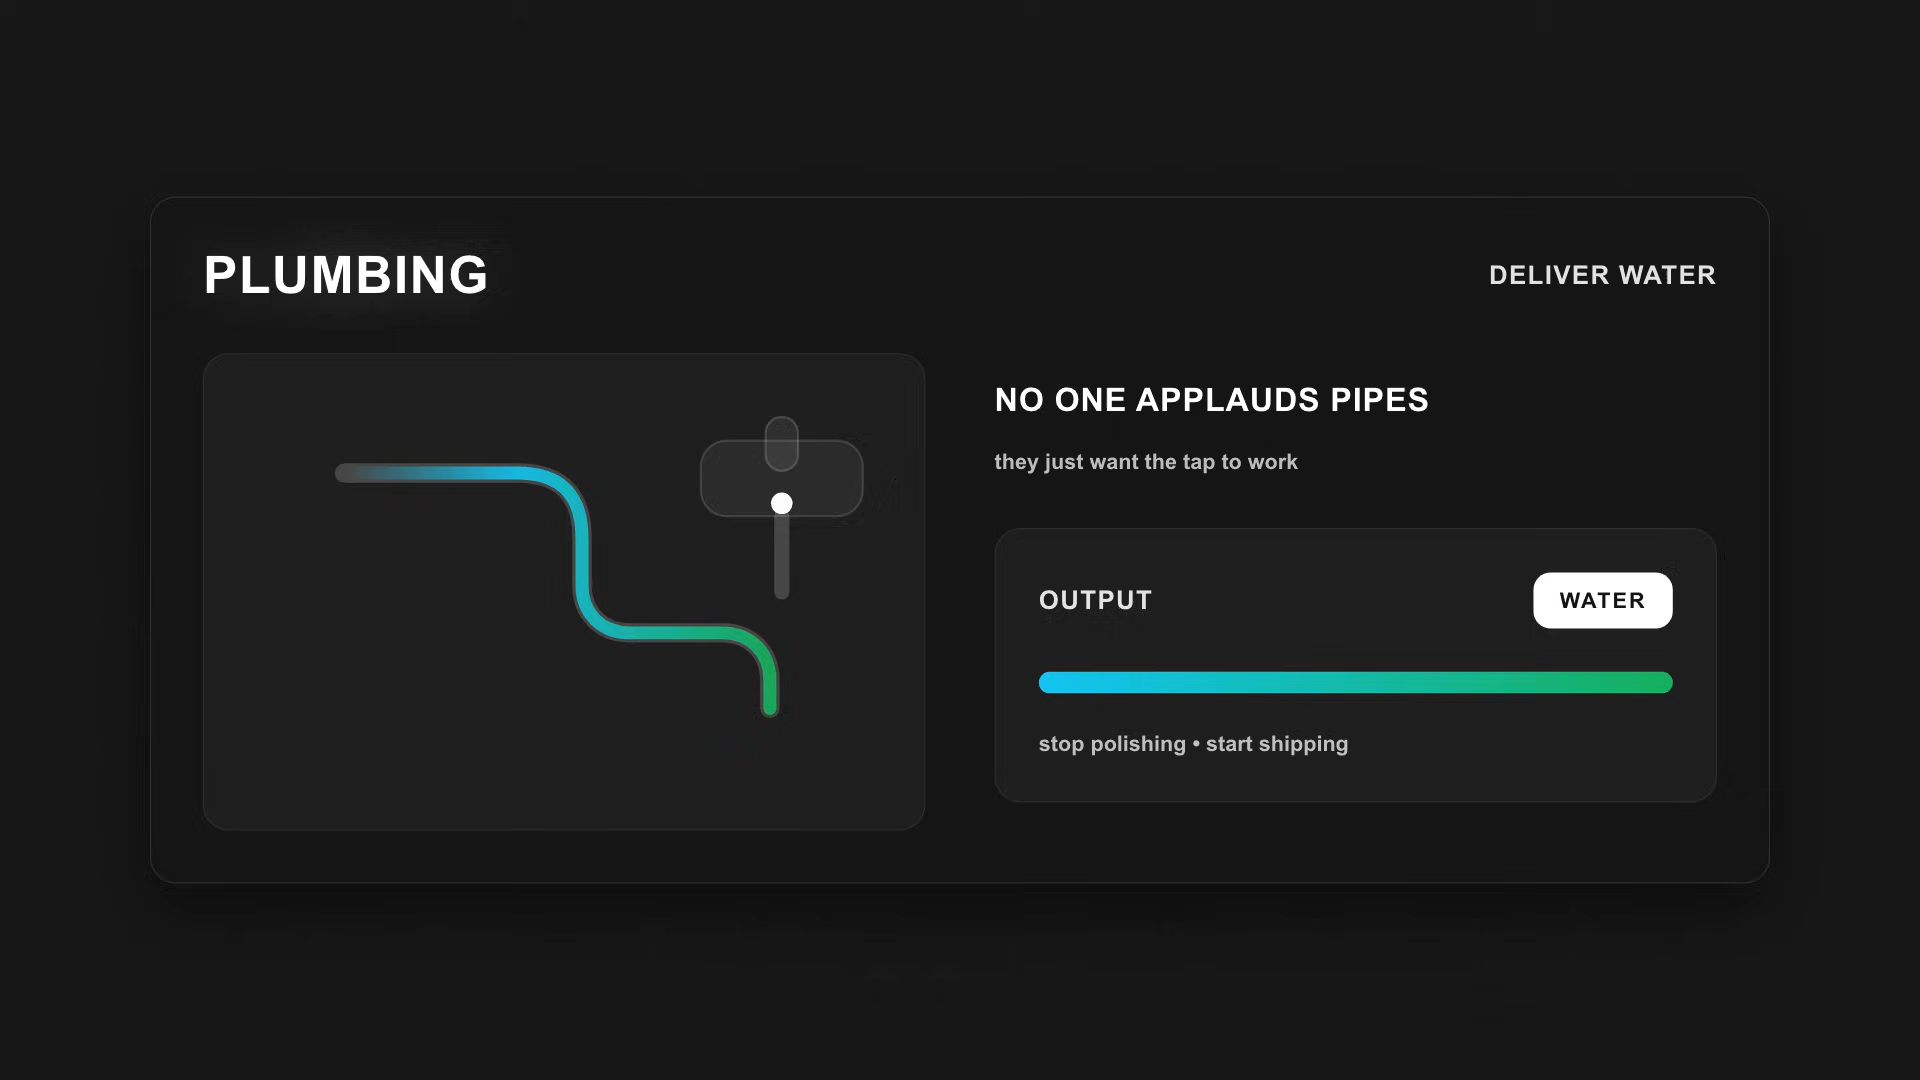 PLUMBING
DELIVER WATER
NO ONE APPLAUDS PIPES
they just want the tap to work
OUTPUT
WATER
stop polishing • start shipping